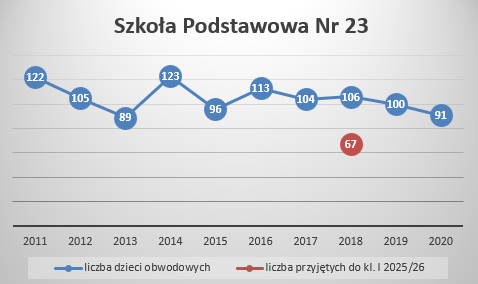 Szkoła Podstawowa Nr 23
122 105 89 123 96 113 104 106 100 91
67
2011 2012 2013 2014 2015 2016 2017 2018 2019 2020
liczba dzieci obwodowych liczba przyjętych do kl. I 2025/26